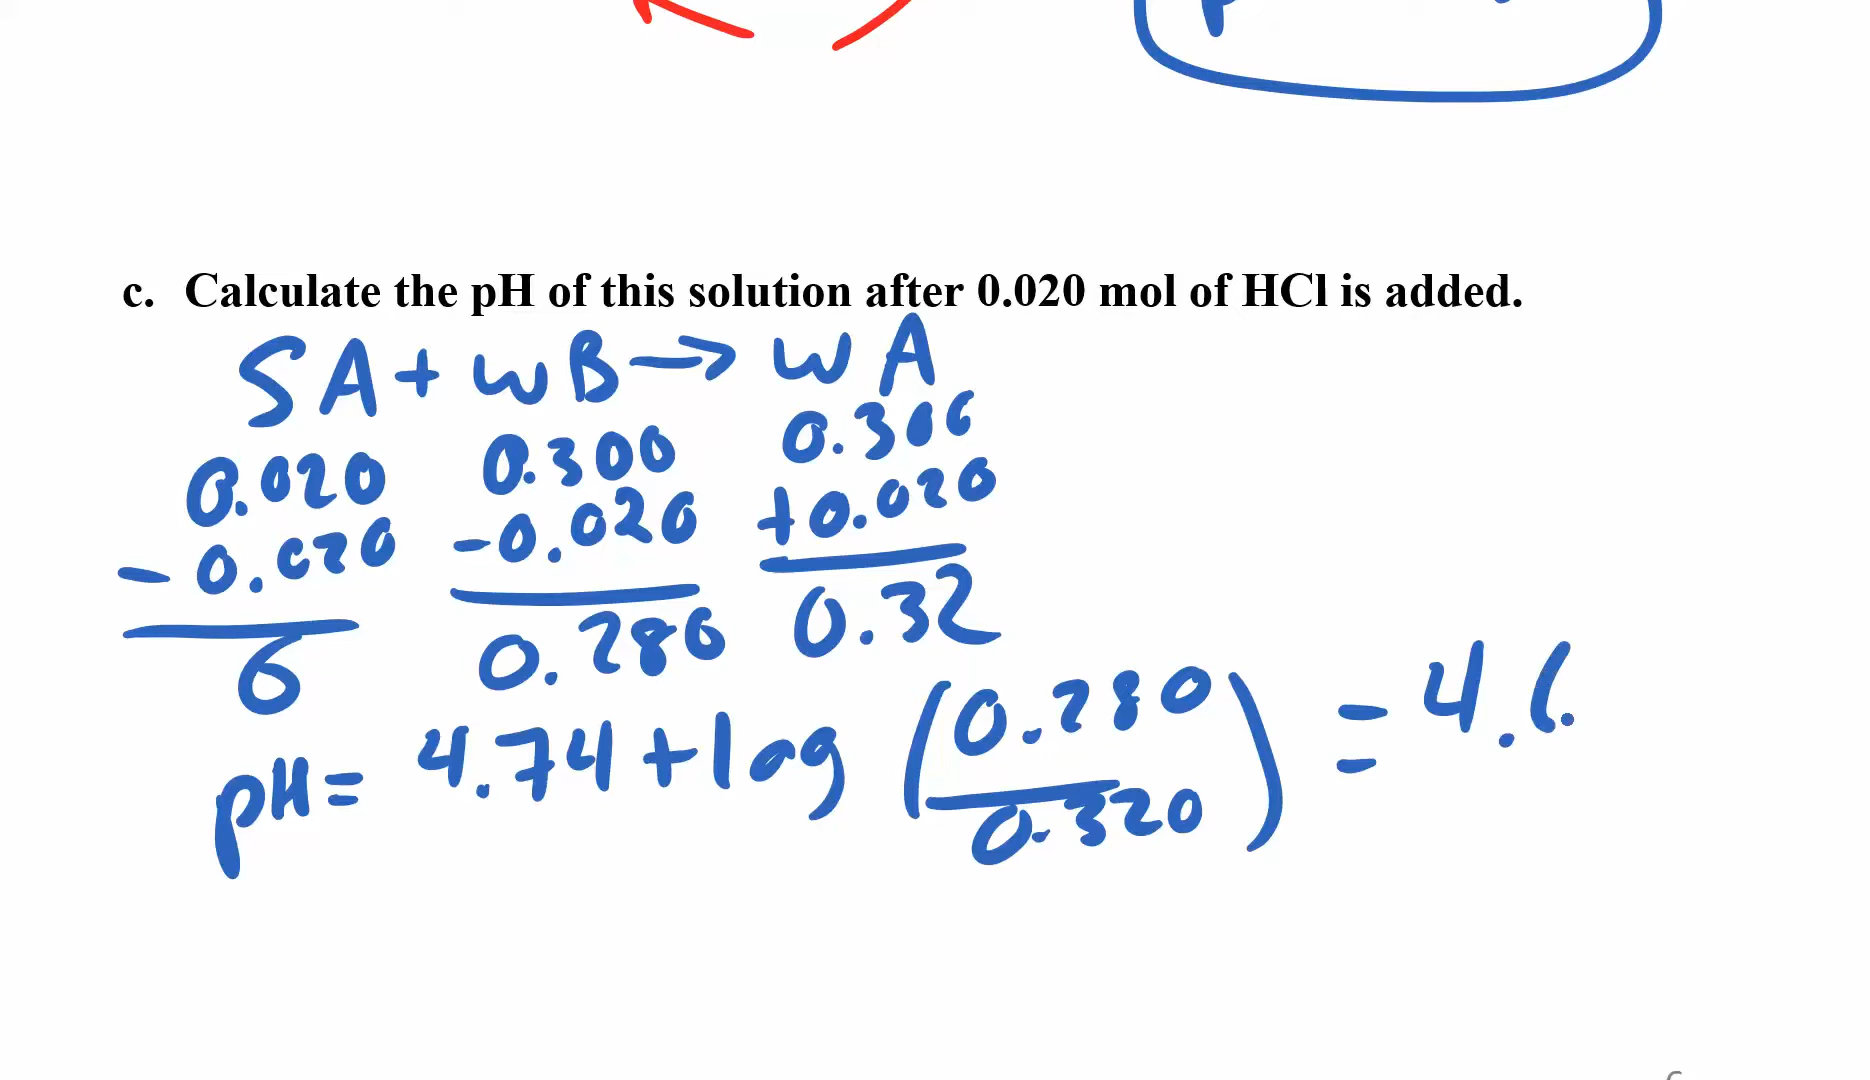 c. Calculate the pH of this solution after 0.020 mol of HCl is added.
SA + WB → WA
0.020 0.300 0.300
-0.020 -0.020 +0.020
0 0.280 0.32
pH = 4.74 + log (0.280 / 0.320) = 4.6